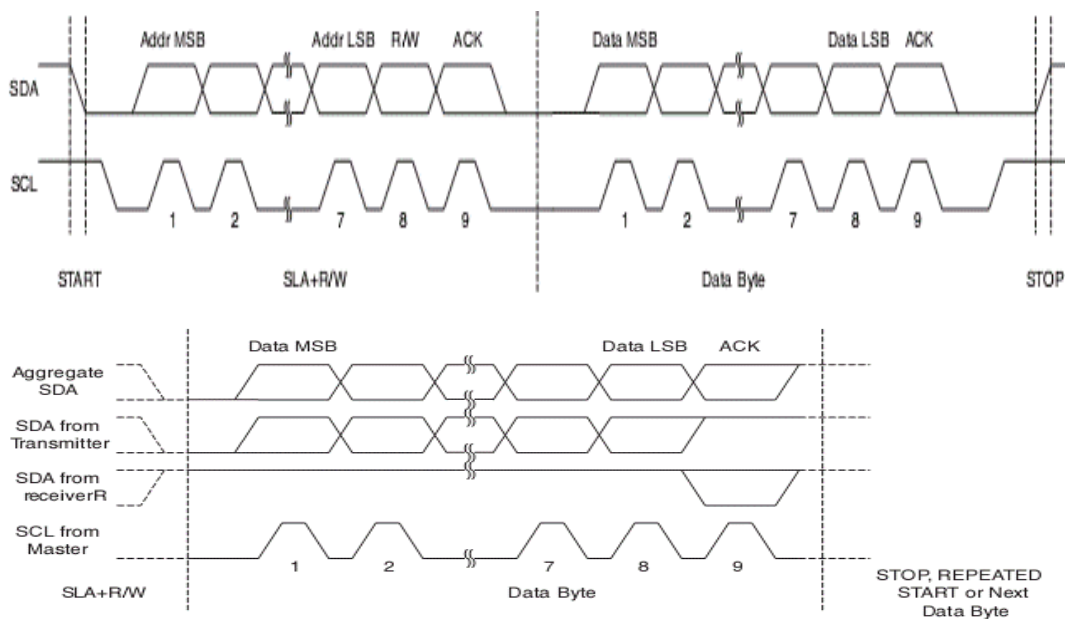 Addr MSB Addr LSB R/W ACK Data MSB Data LSB ACK
SDA
SCL
1 2 7 8 9 1 2 7 8 9
START SLA+R/W Data Byte STOP
Data MSB Data LSB ACK
Aggregate
SDA
SDA from
Transmitter
SDA from
receiverR
SCL from
Master
1 2 7 8 9
SLA+R/W Data Byte
STOP, REPEATED
START or Next
Data Byte